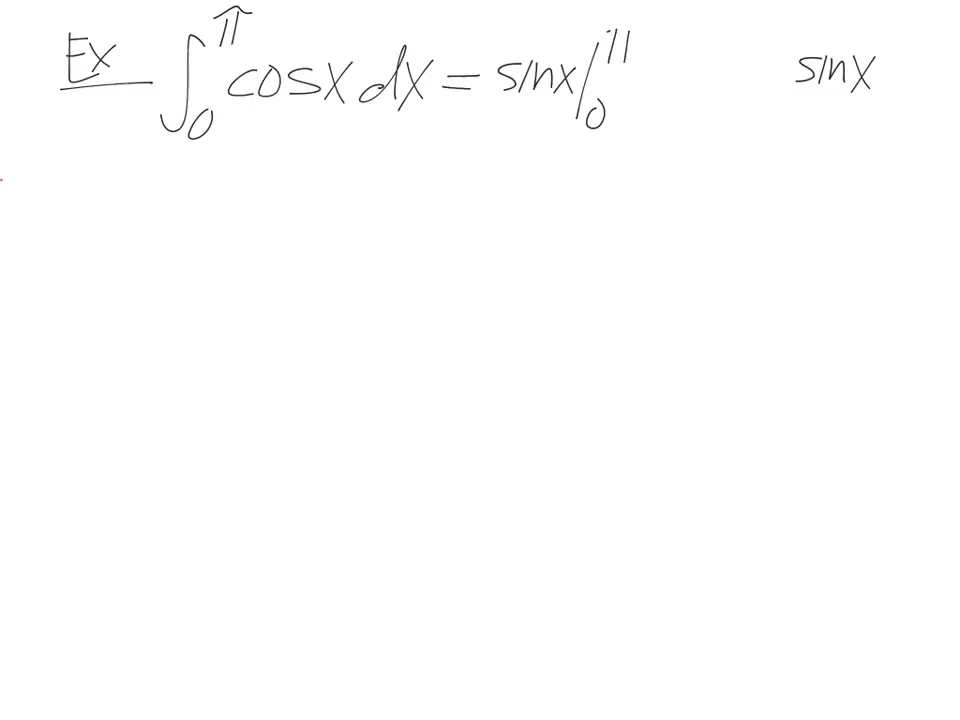 Ex ∫₀^π cosx dx = sinx/₀^π sinx